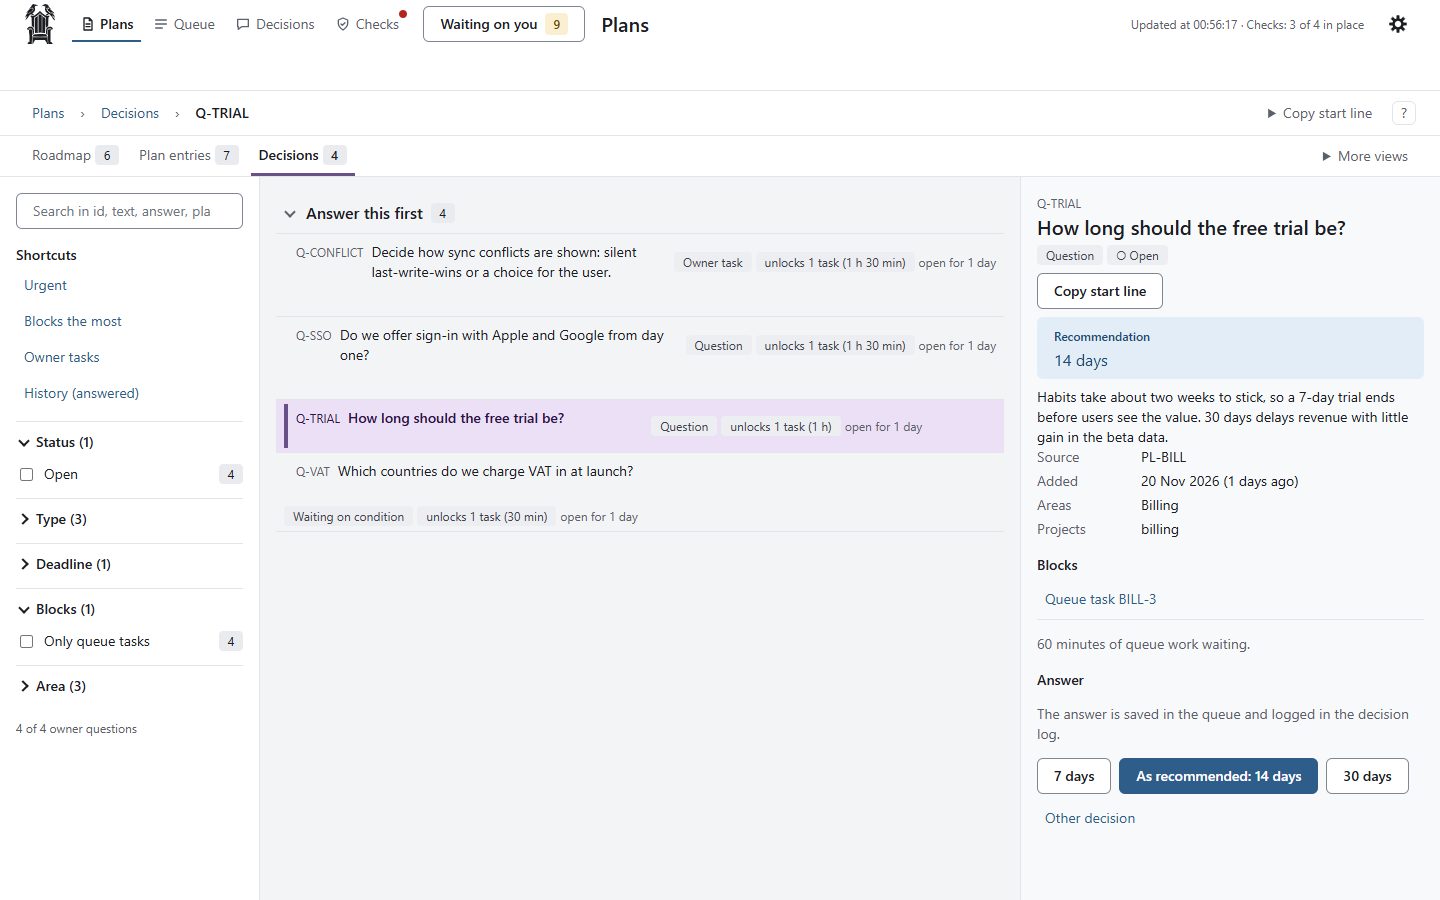 Plans
Queue
Decisions
Checks
Waiting on you 9
Plans
Updated at 00:56:17 · Checks: 3 of 4 in place
Plans › Decisions › Q-TRIAL
▶ Copy start line
?
Roadmap 6
Plan entries 7
Decisions 4
▶ More views
Search in id, text, answer, pla
Shortcuts
Urgent
Blocks the most
Owner tasks
History (answered)
Status (1)
Open 4
Type (3)
Deadline (1)
Blocks (1)
Only queue tasks 4
Area (3)
4 of 4 owner questions
Answer this first 4
Q-CONFLICT Decide how sync conflicts are shown: silent
last-write-wins or a choice for the user.
Owner task unlocks 1 task (1 h 30 min) open for 1 day
Q-SSO Do we offer sign-in with Apple and Google from day
one?
Question unlocks 1 task (1 h 30 min) open for 1 day
Q-TRIAL How long should the free trial be?
Question unlocks 1 task (1 h) open for 1 day
Q-VAT Which countries do we charge VAT in at launch?
Waiting on condition unlocks 1 task (30 min) open for 1 day
Q-TRIAL
How long should the free trial be?
Question Open
Copy start line
Recommendation
14 days
Habits take about two weeks to stick, so a 7-day trial ends
before users see the value. 30 days delays revenue with little
gain in the beta data.
Source PL-BILL
Added 20 Nov 2026 (1 days ago)
Areas Billing
Projects billing
Blocks
Queue task BILL-3
60 minutes of queue work waiting.
Answer
The answer is saved in the queue and logged in the decision
log.
7 days
As recommended: 14 days
30 days
Other decision